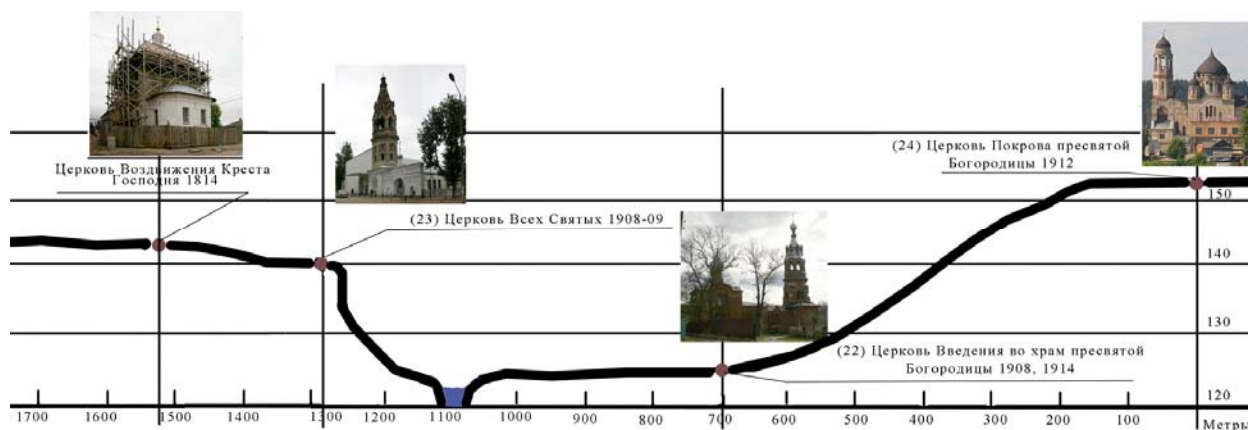 Церковь Воздвижения Креста
Господня 1814
(23) Церковь Всех Святых 1908-09
(24) Церковь Покрова пресвятой
Богородицы 1912
(22) Церковь Введения во храм пресвятой
Богородицы 1908, 1914
150
140
130
120
1700 1600 1500 1400 1300 1200 1100 1000 900 800 700 600 500 400 300 200 100 Метры